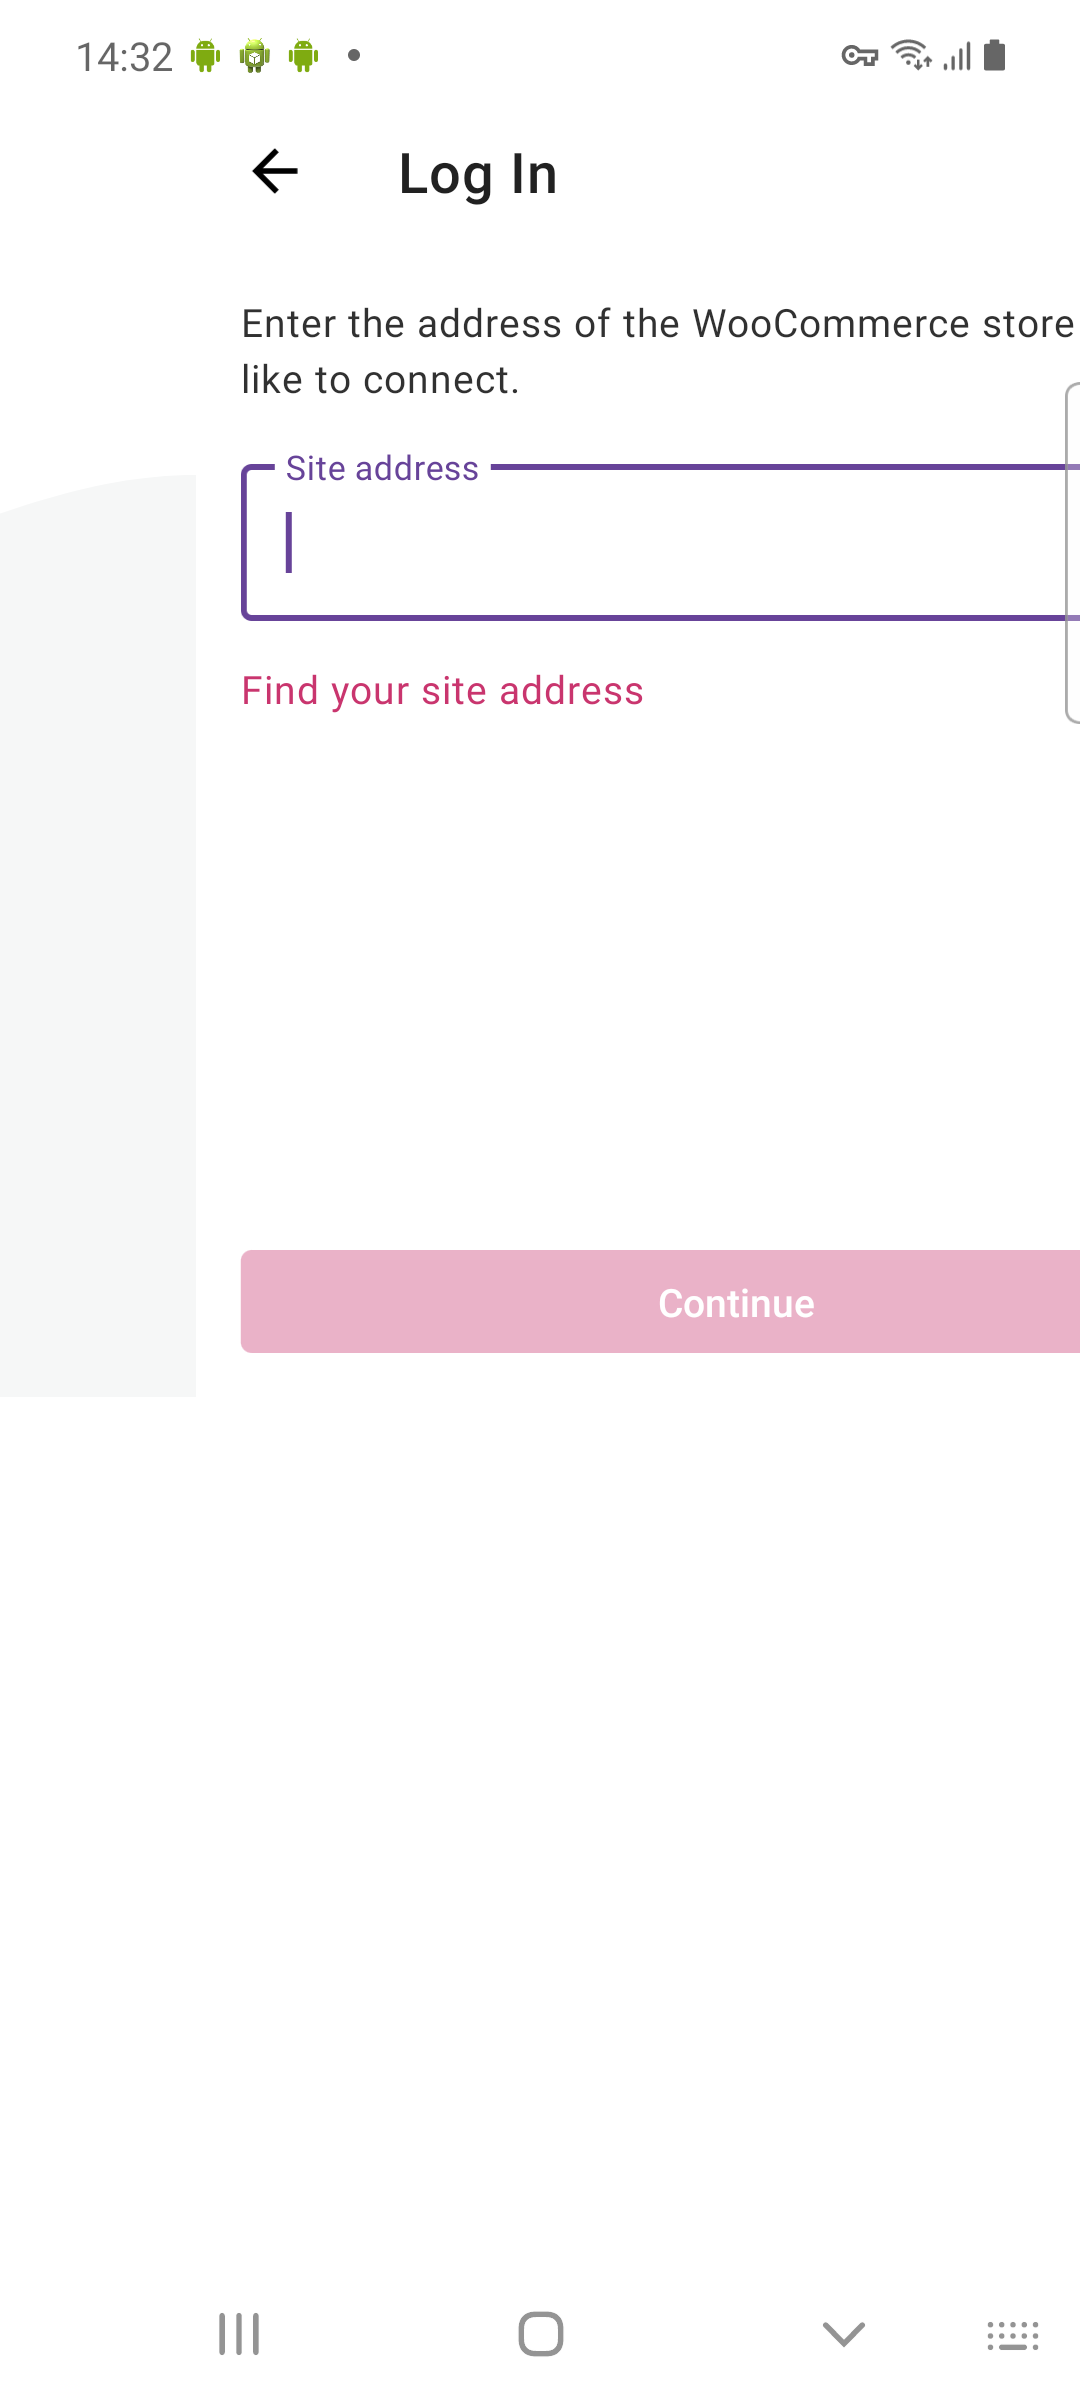 14:32
Log In
Enter the address of the WooCommerce store
like to connect.
Site address
Find your site address
Continue